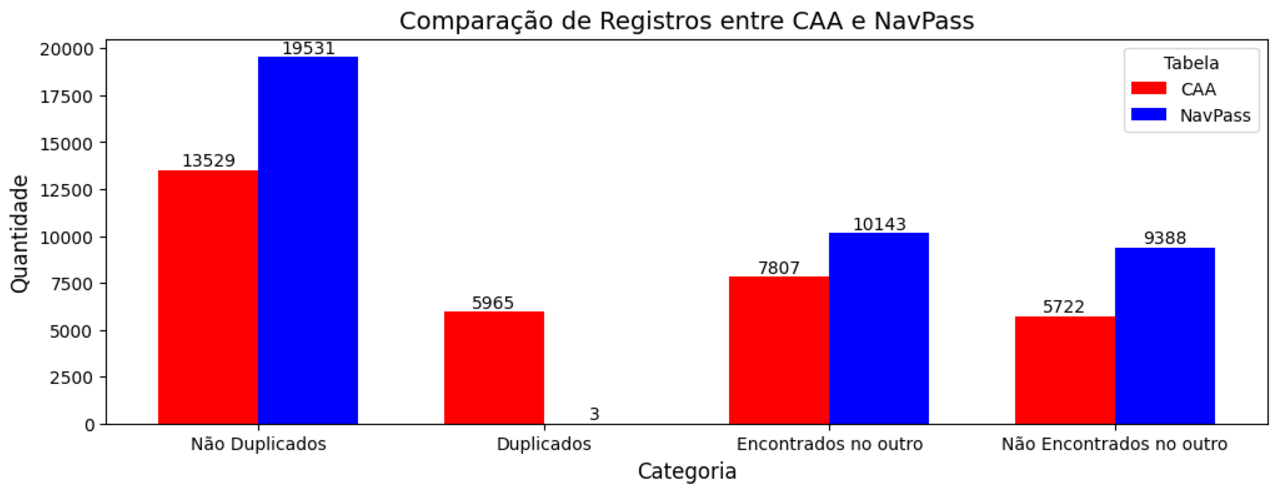 Comparação de Registros entre CAA e NavPass
Quantidade
20000
17500
15000
12500
10000
7500
5000
2500
0
19531
13529
5965
3
7807
10143
5722
9388
Tabela
CAA
NavPass
Não Duplicados
Duplicados
Encontrados no outro
Não Encontrados no outro
Categoria